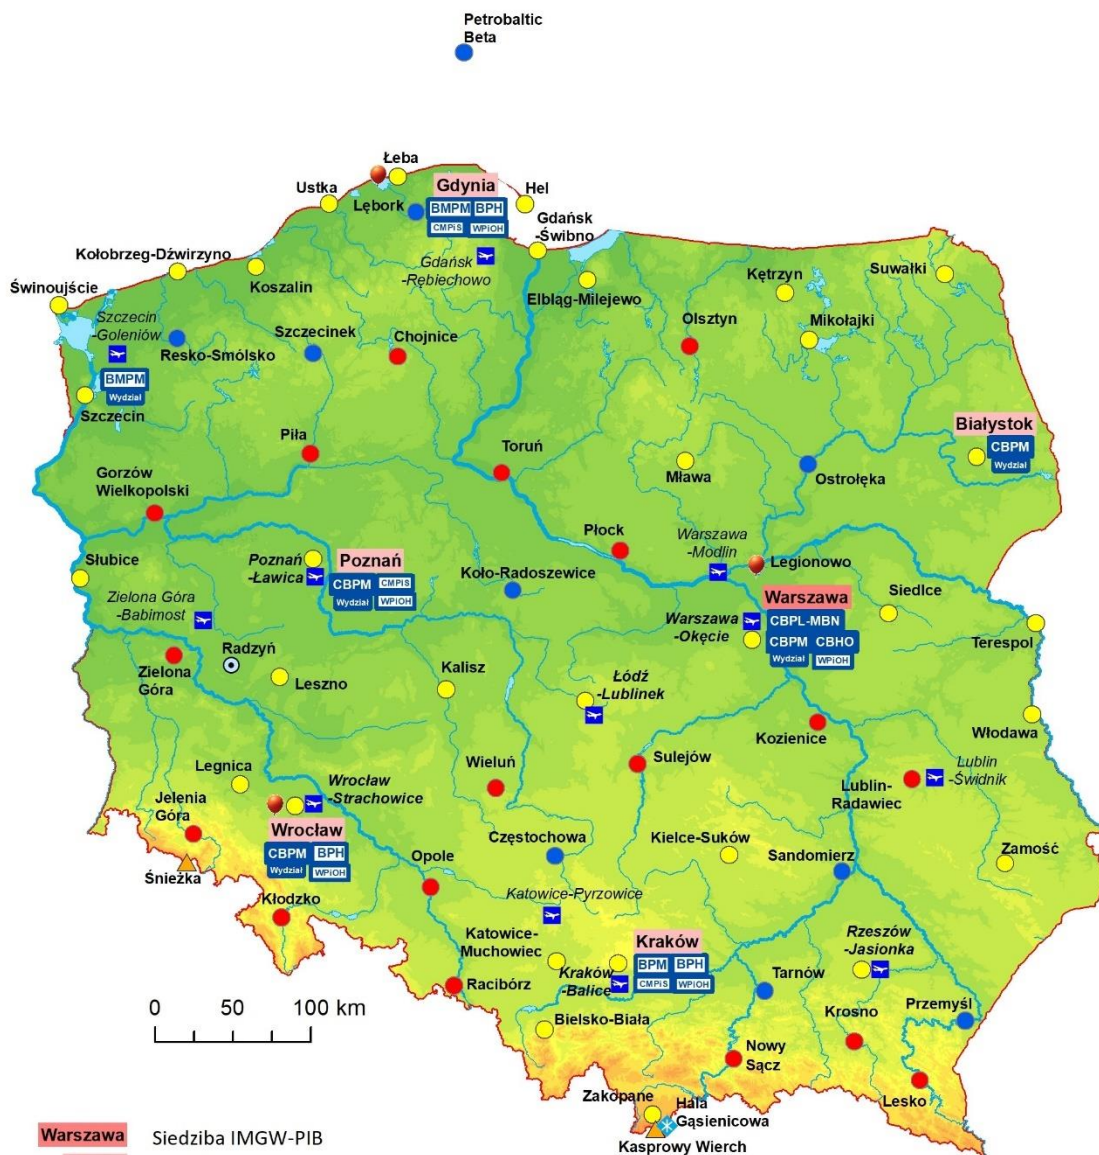 Petrobaltic
Beta
Łeba
Ustka
Gdynia
Hel
Lębork
BMPM BPH
CMPiS WPiOH
Gdańsk
-Świbno
Kołobrzeg-Dźwirzyno
Gdańsk
-Rębiechowo
Koszalin
Świnoujście
Elbląg-Milejewo
Kętrzyn
Suwałki
Szczecin
-Goleniów
Resko-Smólsko
Szczecinek
Chojnice
Olsztyn
Mikołajki
BMPM
Wydział
Szczecin
Piła
Toruń
Mława
Ostrołęka
Białystok
CBPM
Wydział
Gorzów
Wielkopolski
Płock
Warszawa
-Modlin
Legionowo
Słubice
Poznań
-Ławica
Poznań
CBPM CMPiS
Wydział WPiOH
Koło-Radoszewice
Zielona Góra
-Babimost
Warszawa
-Okęcie
Warszawa
CBPL-MBN
CBPM CBHO
Wydział WPiOH
Siedlce
Terespol
Radzyń
Zielona
Góra
Leszno
Kalisz
Łódź
-Lublinek
Kozienice
Włodawa
Legnica
Wrocław
-Strachowice
Wieluń
Sulejów
Lublin-
Radawiec
Lublin
-Świdnik
Jelenia
Góra
Wrocław
CBPM BPH
Wydział WPiOH
Śnieżka
Częstochowa
Kielce-Suków
Sandomierz
Zamość
Opole
Kłodzko
Katowice-Pyrzowice
Katowice-
Muchowiec
Kraków
-Balice
Kraków
BPM BPH
CMPiS WPiOH
Rzeszów
-Jasionka
Racibórz
Tarnów
Krosno
Przemyśl
Bielsko-Biała
Nowy
Sącz
Lesko
0 50 100 km
Zakopane
Hala
Gąsienicowa
Kasprowy Wierch
Warszawa Siedziba IMGW-PIB